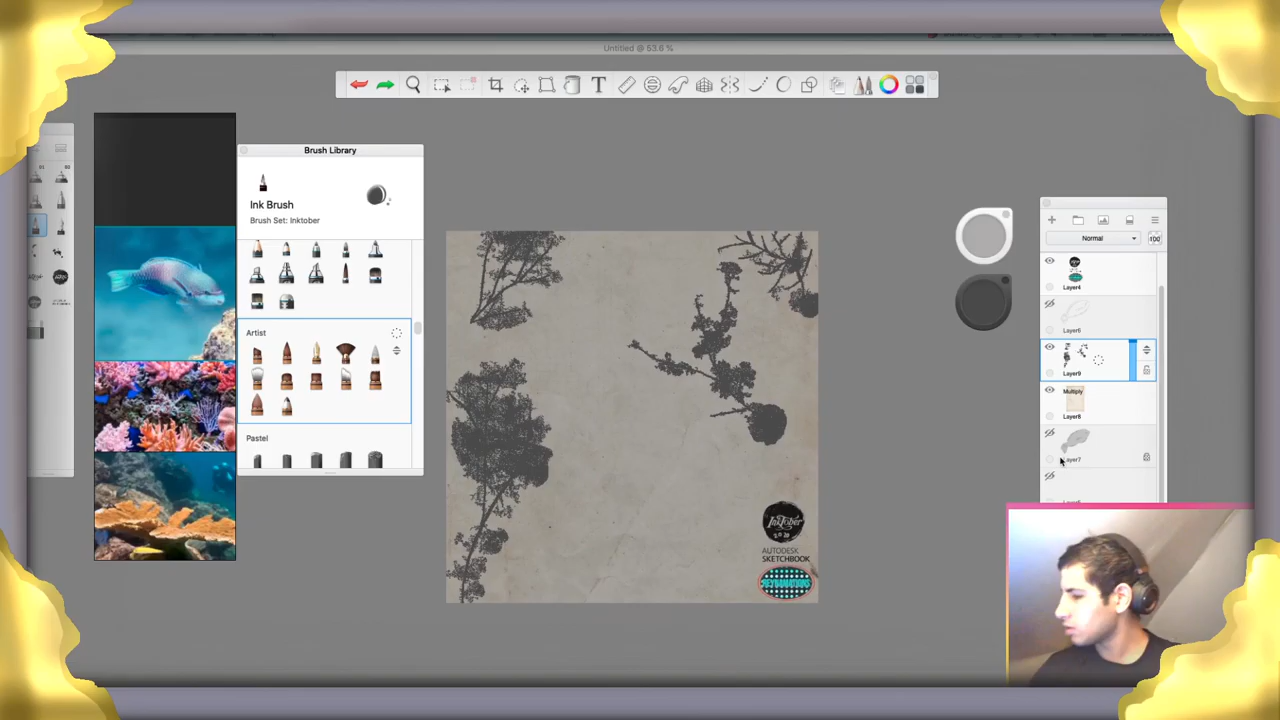 Untitled @ 53.6 %
Brush Library
Ink Brush
Brush Set: Inktober
Artist
Pastel
Normal
100
Layer4
Layer6
Layer9
Multiply
Layer8
Layer7
INKTOBER
2020
AUTODESK
SKETCHBOOK